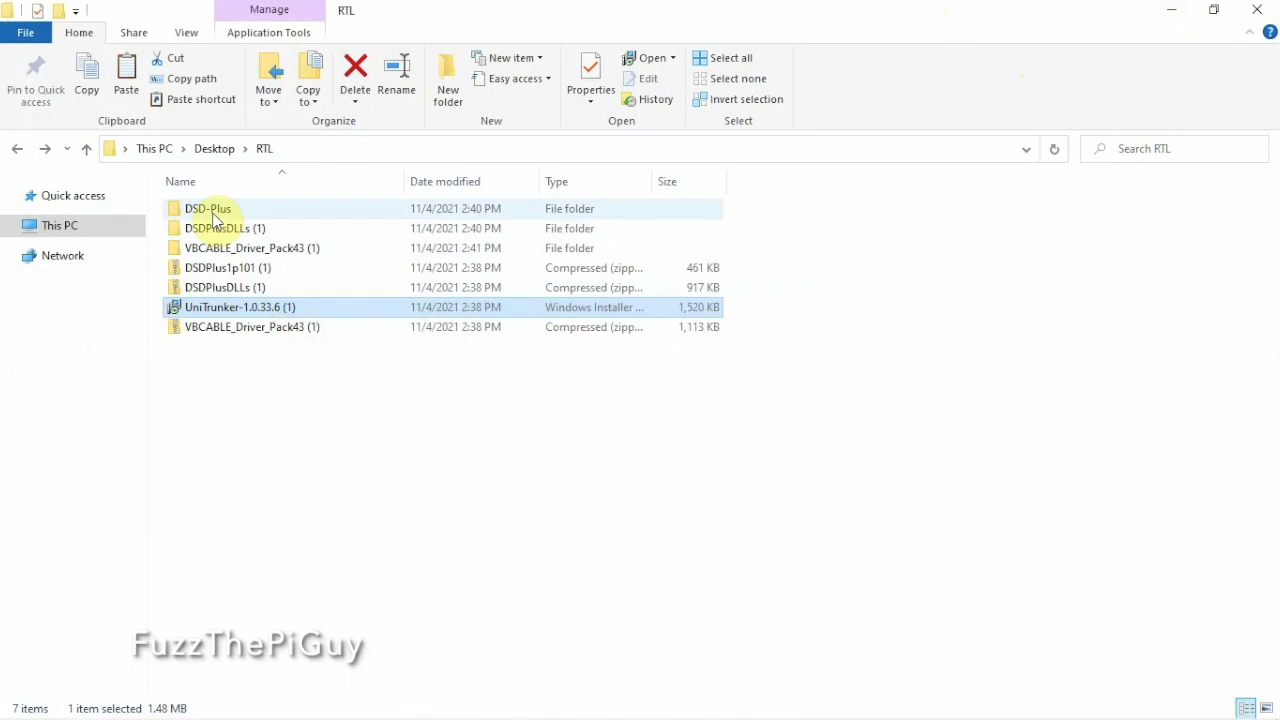 Manage RTL
File Home Share View Application Tools
Pin to Quick access
Copy
Paste
Cut
Copy path
Paste shortcut
Clipboard
Move to
Copy to
Delete
Rename
Organize
New folder
New item
Easy access
New
Properties
Open
Edit
History
Open
Select all
Select none
Invert selection
Select
This PC Desktop RTL Search RTL
Quick access
This PC
Network
Name Date modified Type Size
DSD-Plus 11/4/2021 2:40 PM File folder
DSDPlusDLLs (1) 11/4/2021 2:40 PM File folder
VBCABLE_Driver_Pack43 (1) 11/4/2021 2:41 PM File folder
DSDPlus1p101 (1) 11/4/2021 2:38 PM Compressed (zipp... 461 KB
DSDPlusDLLs (1) 11/4/2021 2:38 PM Compressed (zipp... 917 KB
UniTrunker-1.0.33.6 (1) 11/4/2021 2:38 PM Windows Installer ... 1,520 KB
VBCABLE_Driver_Pack43 (1) 11/4/2021 2:38 PM Compressed (zipp... 1,113 KB
FuzzThePiGuy
7 items 1 item selected 1.48 MB